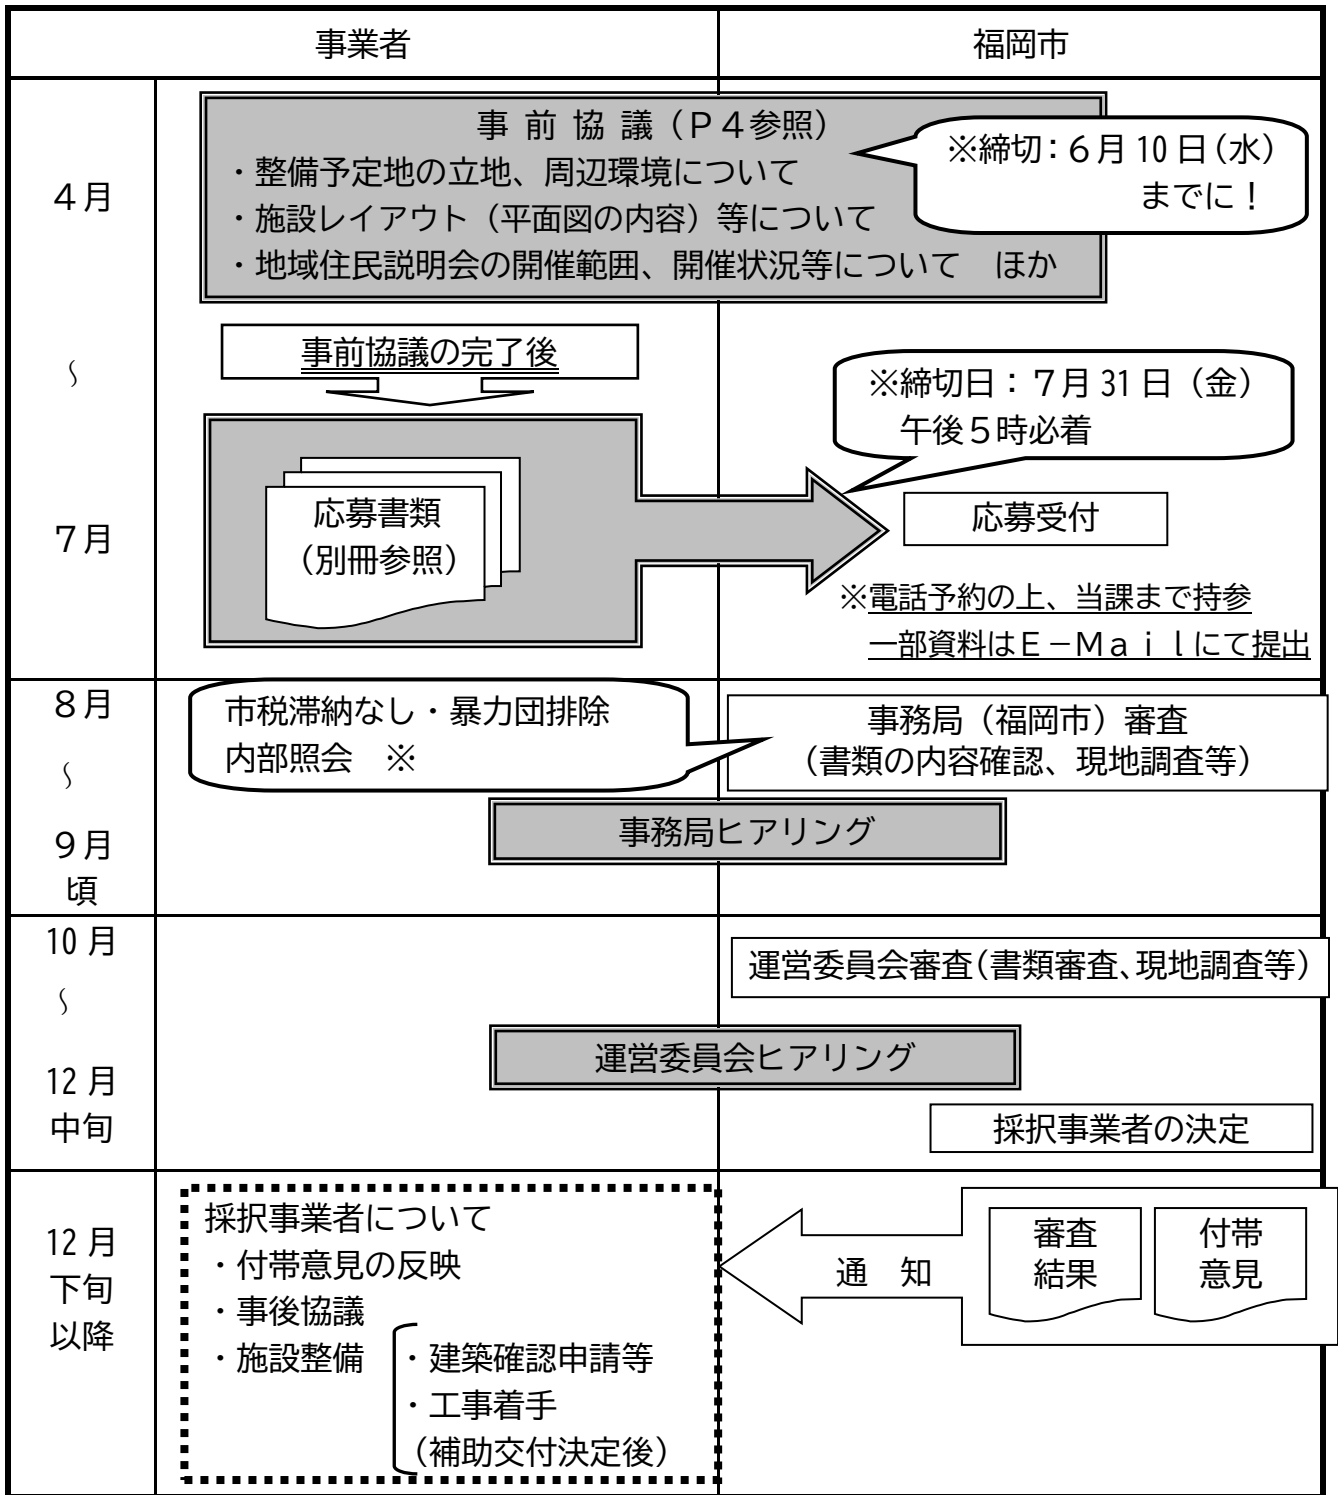 事業者
福岡市
4月
～
7月
事 前 協 議（Ｐ４参照）
・整備予定地の立地、周辺環境について
・施設レイアウト（平面図の内容）等について
・地域住民説明会の開催範囲、開催状況等について　ほか
※締切：６月 10 日（水）
までに！
事前協議の完了後
応募書類
（別冊参照）
※締切日：７月 31 日（金）
午後５時必着
応募受付
※電話予約の上、当課まで持参
一部資料はＥ－Ｍａｉｌにて提出
８月
～
９月
頃
市税滞納なし・暴力団排除
内部照会　※
事務局（福岡市）審査
（書類の内容確認、現地調査等）
事務局ヒアリング
10 月
～
12 月
中旬
運営委員会審査（書類審査、現地調査等）
運営委員会ヒアリング
採択事業者の決定
12 月
下旬
以降
採択事業者について
・付帯意見の反映
・事後協議
・施設整備　・建築確認申請等
・工事着手
（補助交付決定後）
通　知
審査
結果
付帯
意見